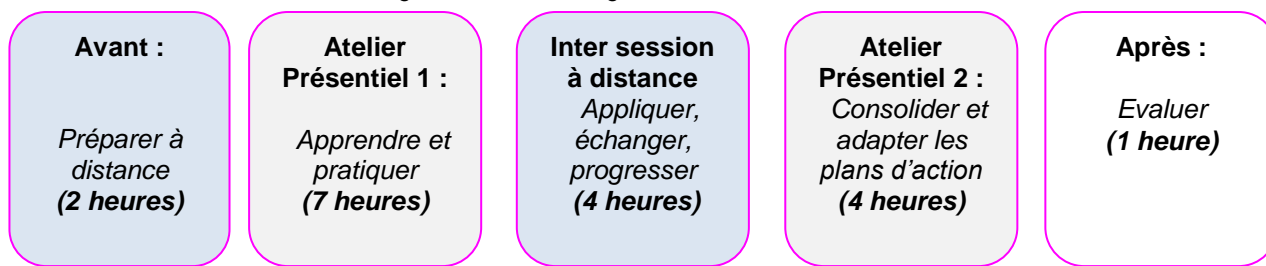 Avant :
Préparer à
distance
(2 heures)
Atelier
Présentiel 1 :
Apprendre et
pratiquer
(7 heures)
Inter session
à distance
Appliquer,
échanger,
progresser
(4 heures)
Atelier
Présentiel 2 :
Consolider et
adapter les
plans d’action
(4 heures)
Après :
Evaluer
(1 heure)